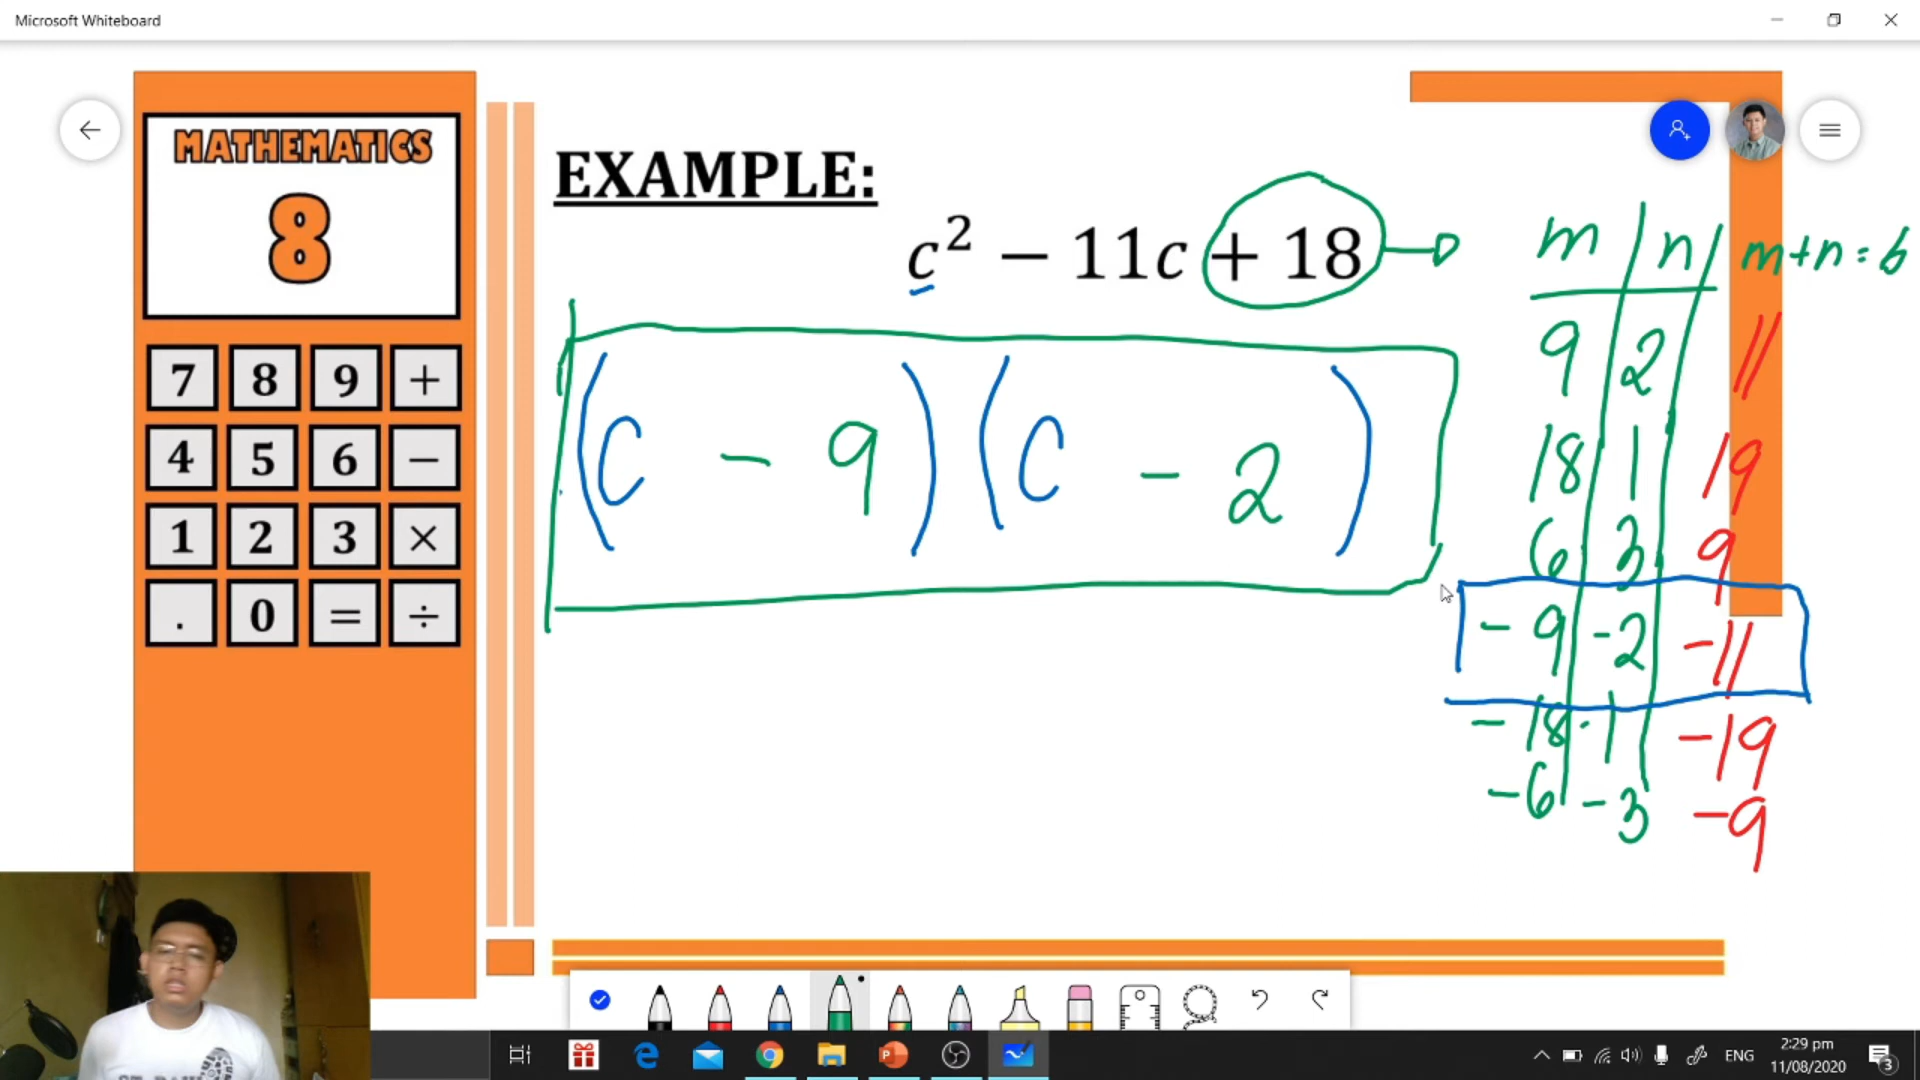 Microsoft Whiteboard
MATHEMATICS
8
7 8 9 +
4 5 6 −
1 2 3 ×
. 0 = ÷
EXAMPLE:
c² − 11c + 18
(c - 9) (c - 2)
m n m+n=b
9 2 11
18 1 19
6 3 9
-9 -2 -11
-18 -1 -19
-6 -3 -9
ENG
2:29 pm
11/08/2020
3